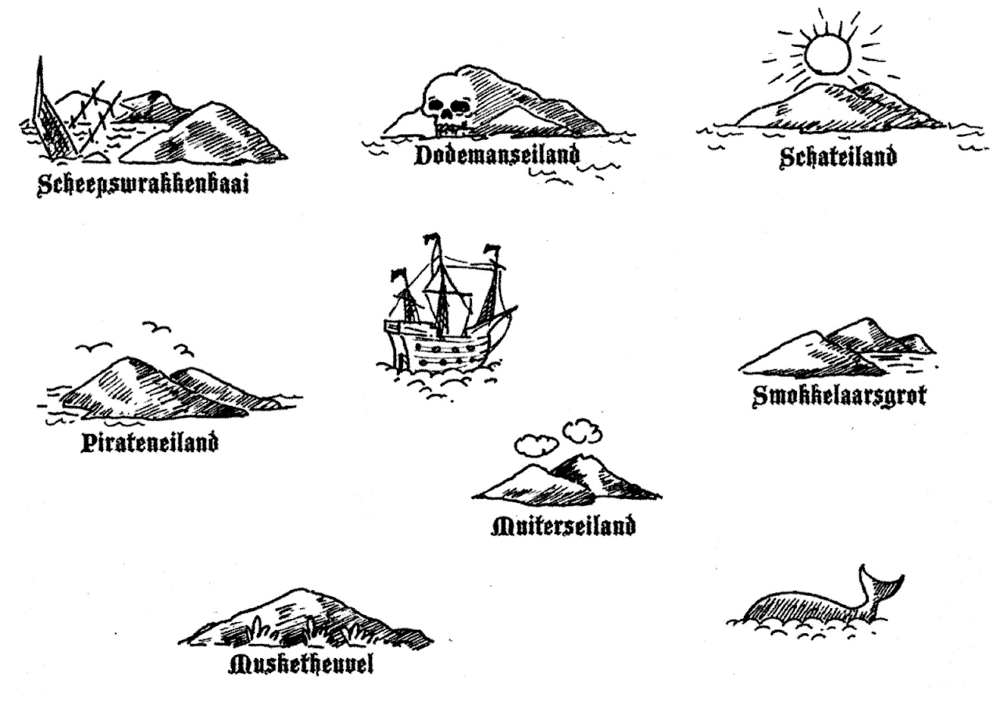 Scheepswrakkenbaai
Dodemanseiland
Schateiland
Pirateneiland
Smokkelaarsgrot
Muiterseiland
Musketheuvel